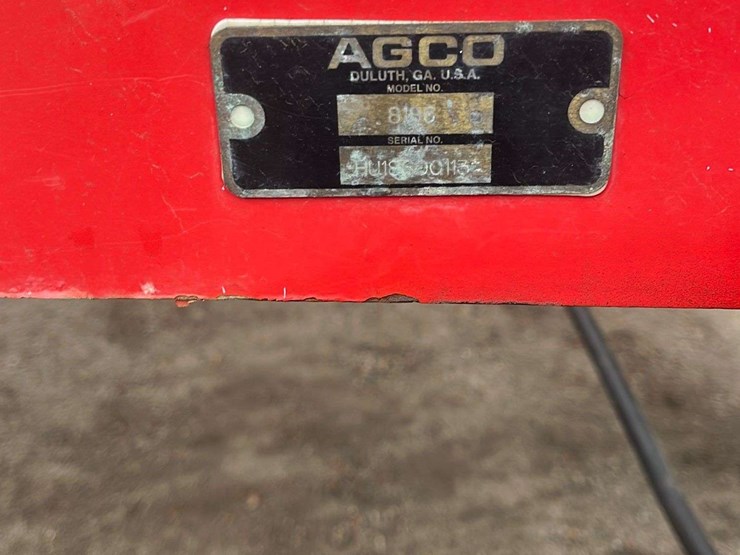 AGCO
DULUTH, GA. U.S.A.
MODEL NO.
SERIAL NO.